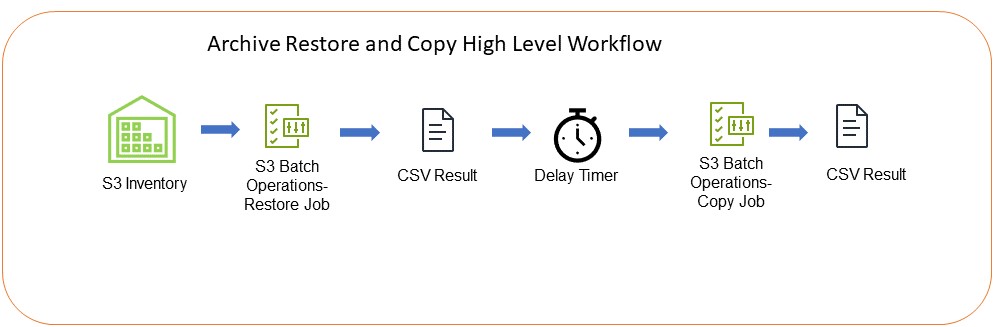 Archive Restore and Copy High Level Workflow
S3 Inventory
S3 Batch
Operations-
Restore Job
CSV Result
Delay Timer
S3 Batch
Operations-
Copy Job
CSV Result